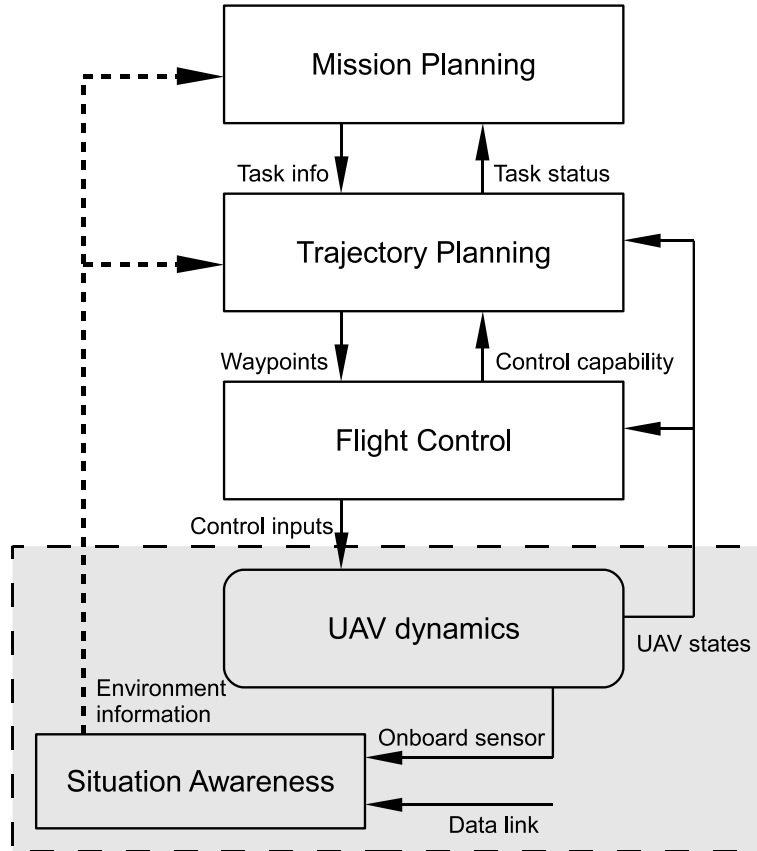 Mission Planning
Task info
Task status
Trajectory Planning
Waypoints
Control capability
Flight Control
Control inputs
UAV dynamics
UAV states
Environment
information
Onboard sensor
Situation Awareness
Data link